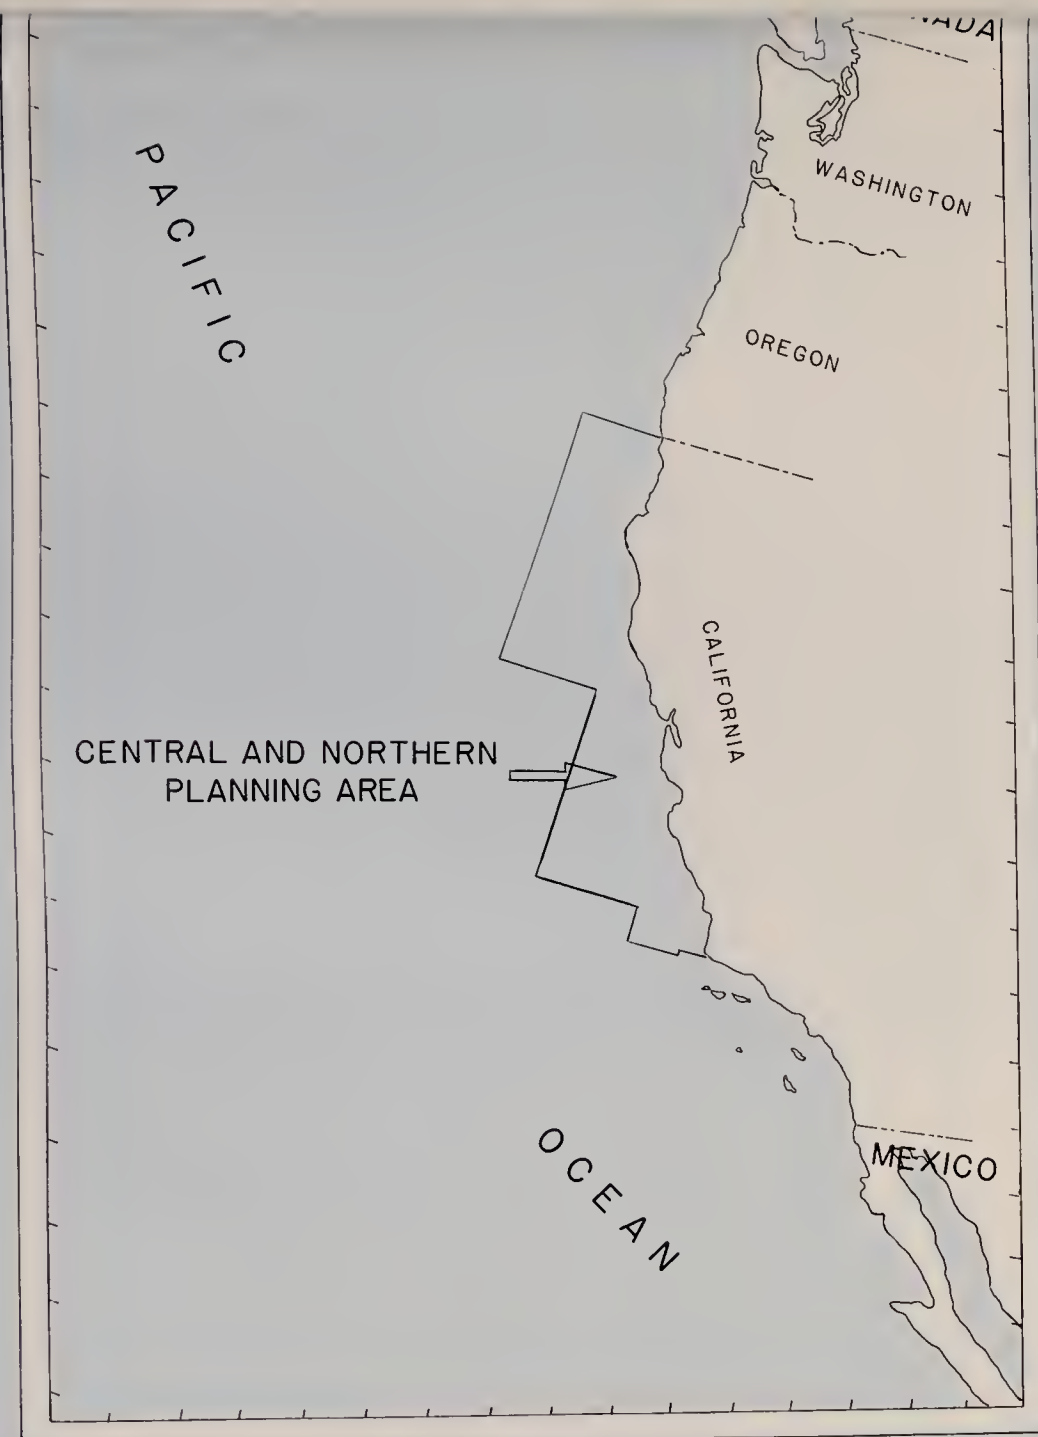 WASHINGTON
PACIFIC
OREGON
CALIFORNIA
CENTRAL AND NORTHERN
PLANNING AREA
OCEAN
MEXICO